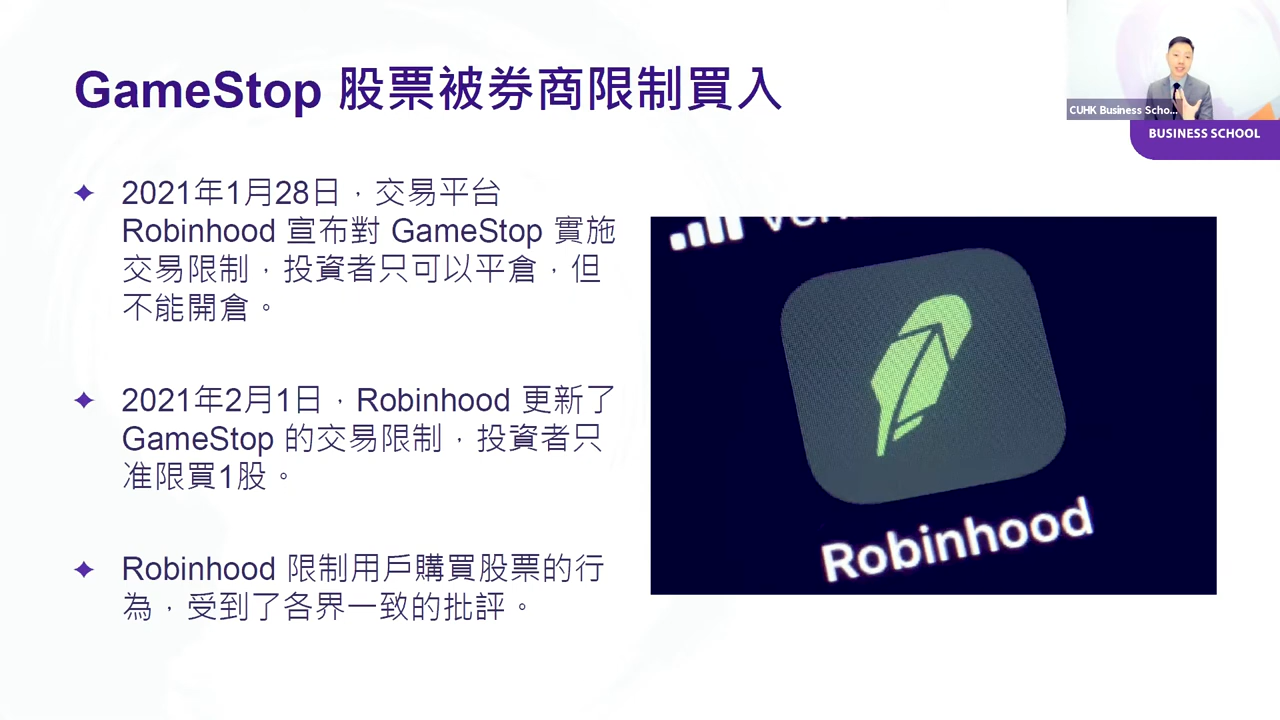 GameStop 股票被券商限制買入
CUHK Business Scho...
BUSINESS SCHOOL
✦ 2021年1月28日，交易平台
Robinhood 宣布對 GameStop 實施
交易限制，投資者只可以平倉，但
不能開倉。
✦ 2021年2月1日，Robinhood 更新了
GameStop 的交易限制，投資者只
准限買1股。
✦ Robinhood 限制用戶購買股票的行
為，受到了各界一致的批評。
Robinhood